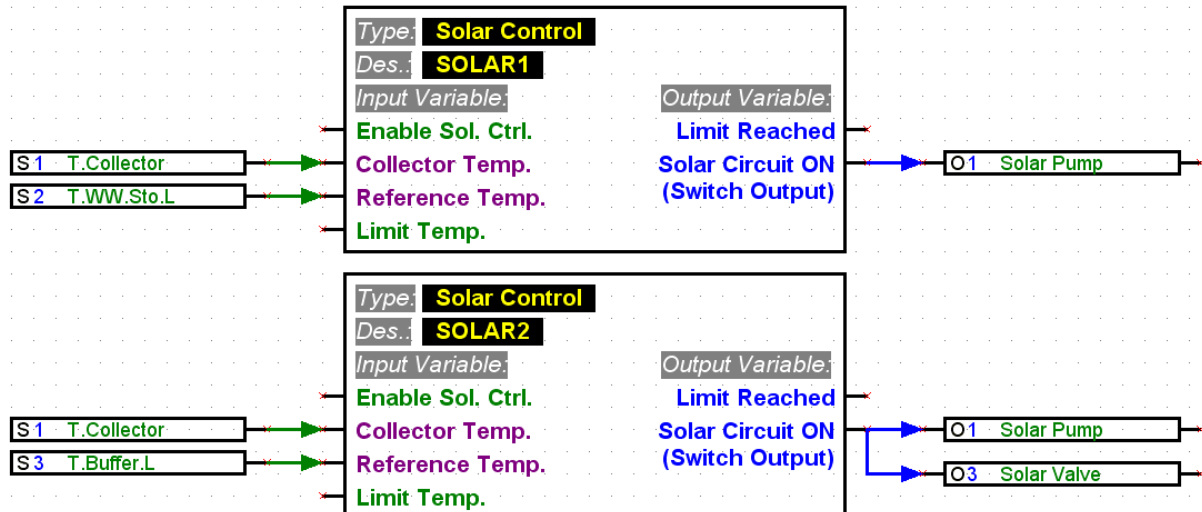 Type: Solar Control
Des.: SOLAR1
Input Variable: Output Variable:
Enable Sol. Ctrl. Limit Reached
S1 T.Collector Collector Temp. Solar Circuit ON O1 Solar Pump
S2 T.WW.Sto.L Reference Temp. (Switch Output)
Limit Temp.
Type: Solar Control
Des.: SOLAR2
Input Variable: Output Variable:
Enable Sol. Ctrl. Limit Reached
S1 T.Collector Collector Temp. Solar Circuit ON O1 Solar Pump
S3 T.Buffer.L Reference Temp. (Switch Output) O3 Solar Valve
Limit Temp.